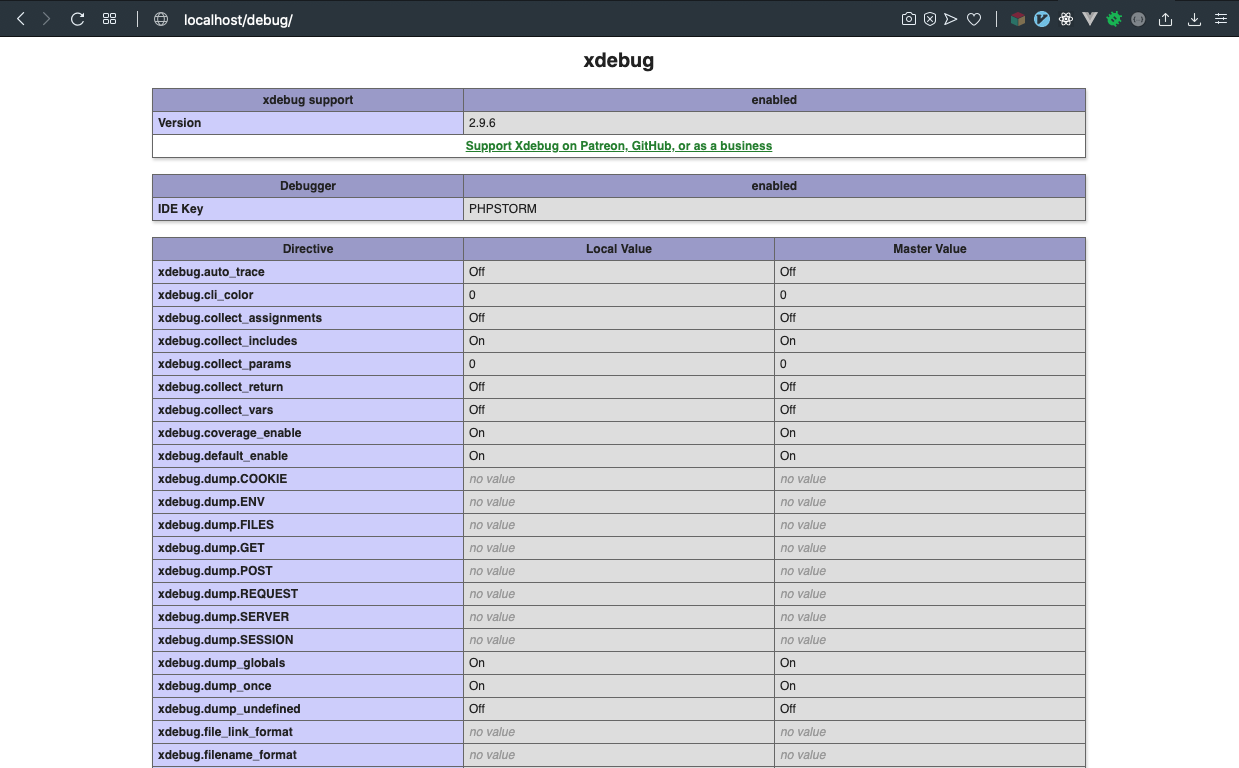 localhost/debug/
xdebug
xdebug support enabled
Version 2.9.6
Support Xdebug on Patreon, GitHub, or as a business
Debugger enabled
IDE Key PHPSTORM
Directive Local Value Master Value
xdebug.auto_trace Off Off
xdebug.cli_color 0 0
xdebug.collect_assignments Off Off
xdebug.collect_includes On On
xdebug.collect_params 0 0
xdebug.collect_return Off Off
xdebug.collect_vars Off Off
xdebug.coverage_enable On On
xdebug.default_enable On On
xdebug.dump.COOKIE no value no value
xdebug.dump.ENV no value no value
xdebug.dump.FILES no value no value
xdebug.dump.GET no value no value
xdebug.dump.POST no value no value
xdebug.dump.REQUEST no value no value
xdebug.dump.SERVER no value no value
xdebug.dump.SESSION no value no value
xdebug.dump_globals On On
xdebug.dump_once On On
xdebug.dump_undefined Off Off
xdebug.file_link_format no value no value
xdebug.filename_format no value no value